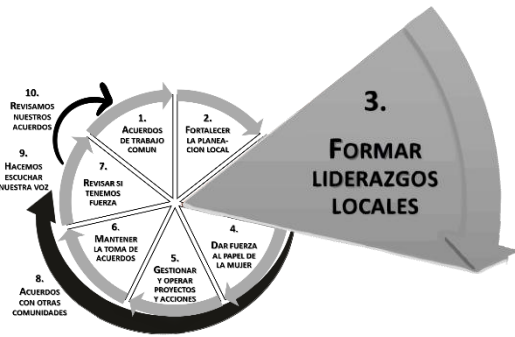 10.
REVISAMOS
NUESTROS
ACUERDOS
1.
ACUERDOS
DE TRABAJO
COMUN
2.
FORTALECER
LA PLANEA-
CION LOCAL
3.
FORMAR
LIDERAZGOS
LOCALES
9.
HACEMOS
ESCUCHAR
NUESTRA VOZ
7.
REVISAR SI
TENEMOS
FUERZA
4.
DAR FUERZA
AL PAPEL DE
LA MUJER
6.
MANTENER
LA TOMA DE
ACUERDOS
5.
GESTIONAR
Y OPERAR
PROYECTOS
Y ACCIONES
8.
ACUERDOS
CON OTRAS
COMUNIDADES